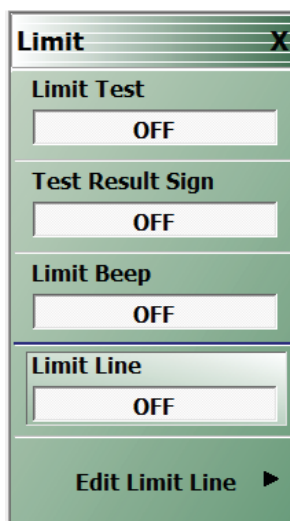 Limit X
Limit Test
OFF
Test Result Sign
OFF
Limit Beep
OFF
Limit Line
OFF
Edit Limit Line ►